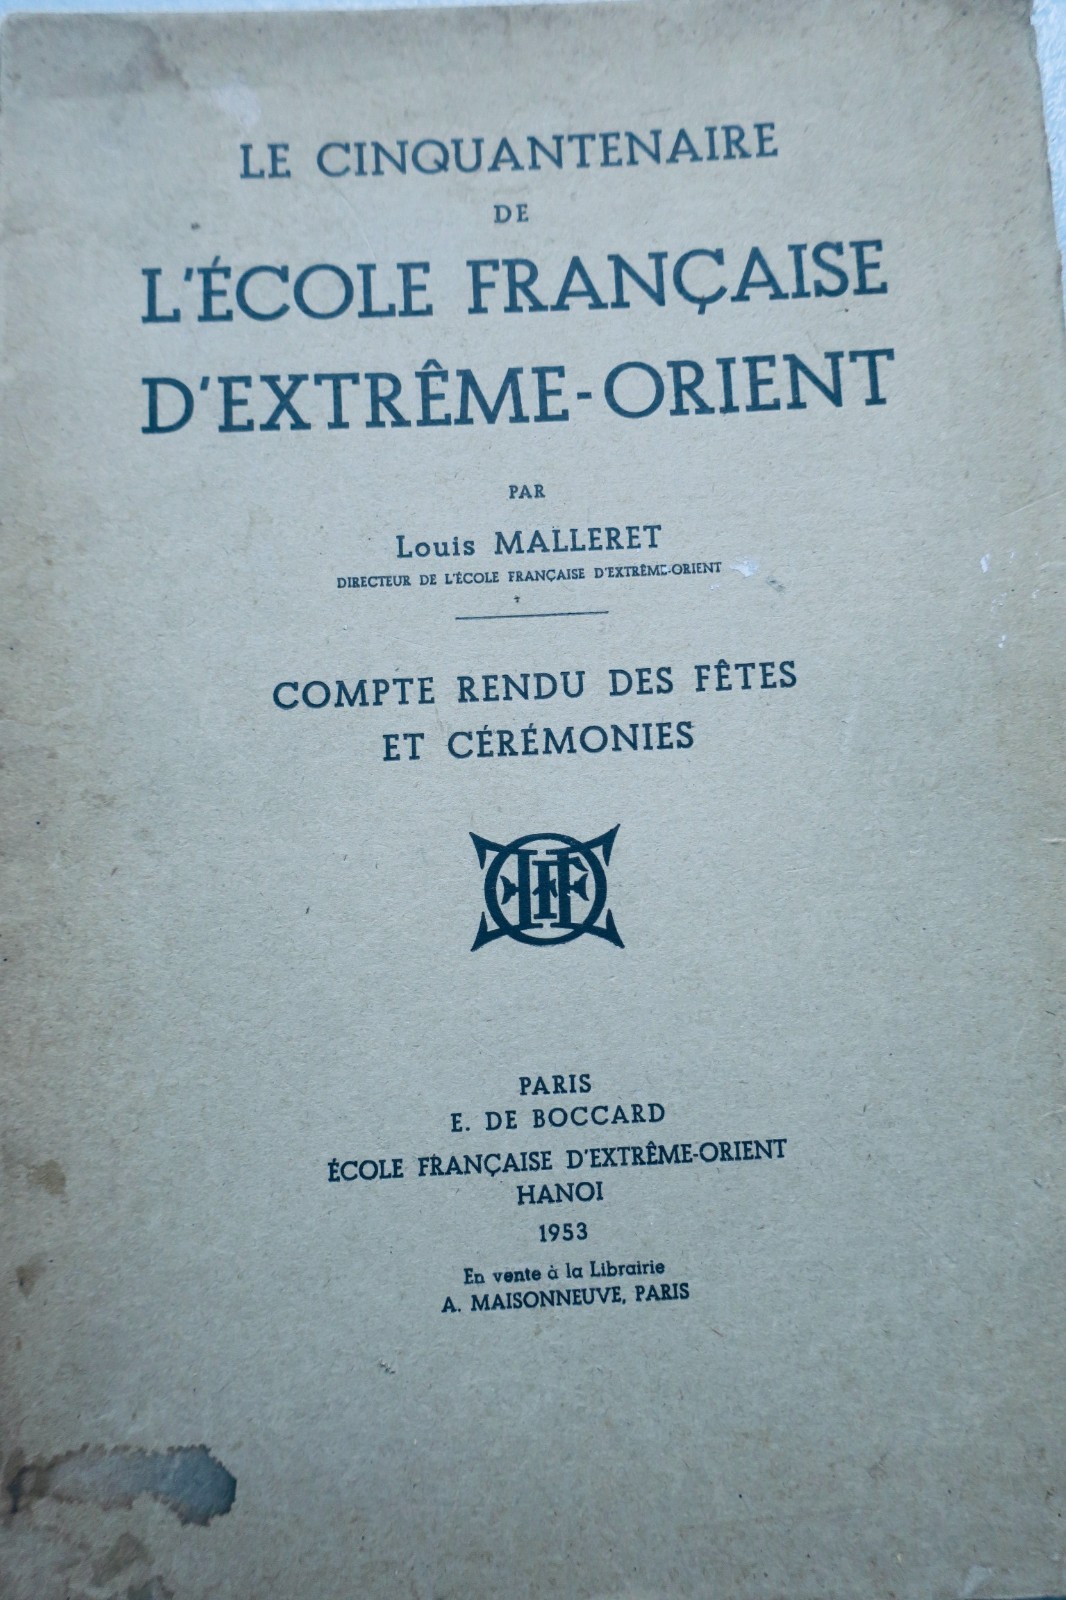 LE CINQUANTENAIRE
DE
L'ÉCOLE FRANÇAISE
D'EXTRÊME-ORIENT
PAR
Louis MALLERET
DIRECTEUR DE L'ÉCOLE FRANÇAISE D'EXTRÊME-ORIENT
COMPTE RENDU DES FÊTES
ET CÉRÉMONIES
PARIS
E. DE BOCCARD
ÉCOLE FRANÇAISE D'EXTRÊME-ORIENT
HANOI
1953
En vente à la Librairie
A. MAISONNEUVE, PARIS